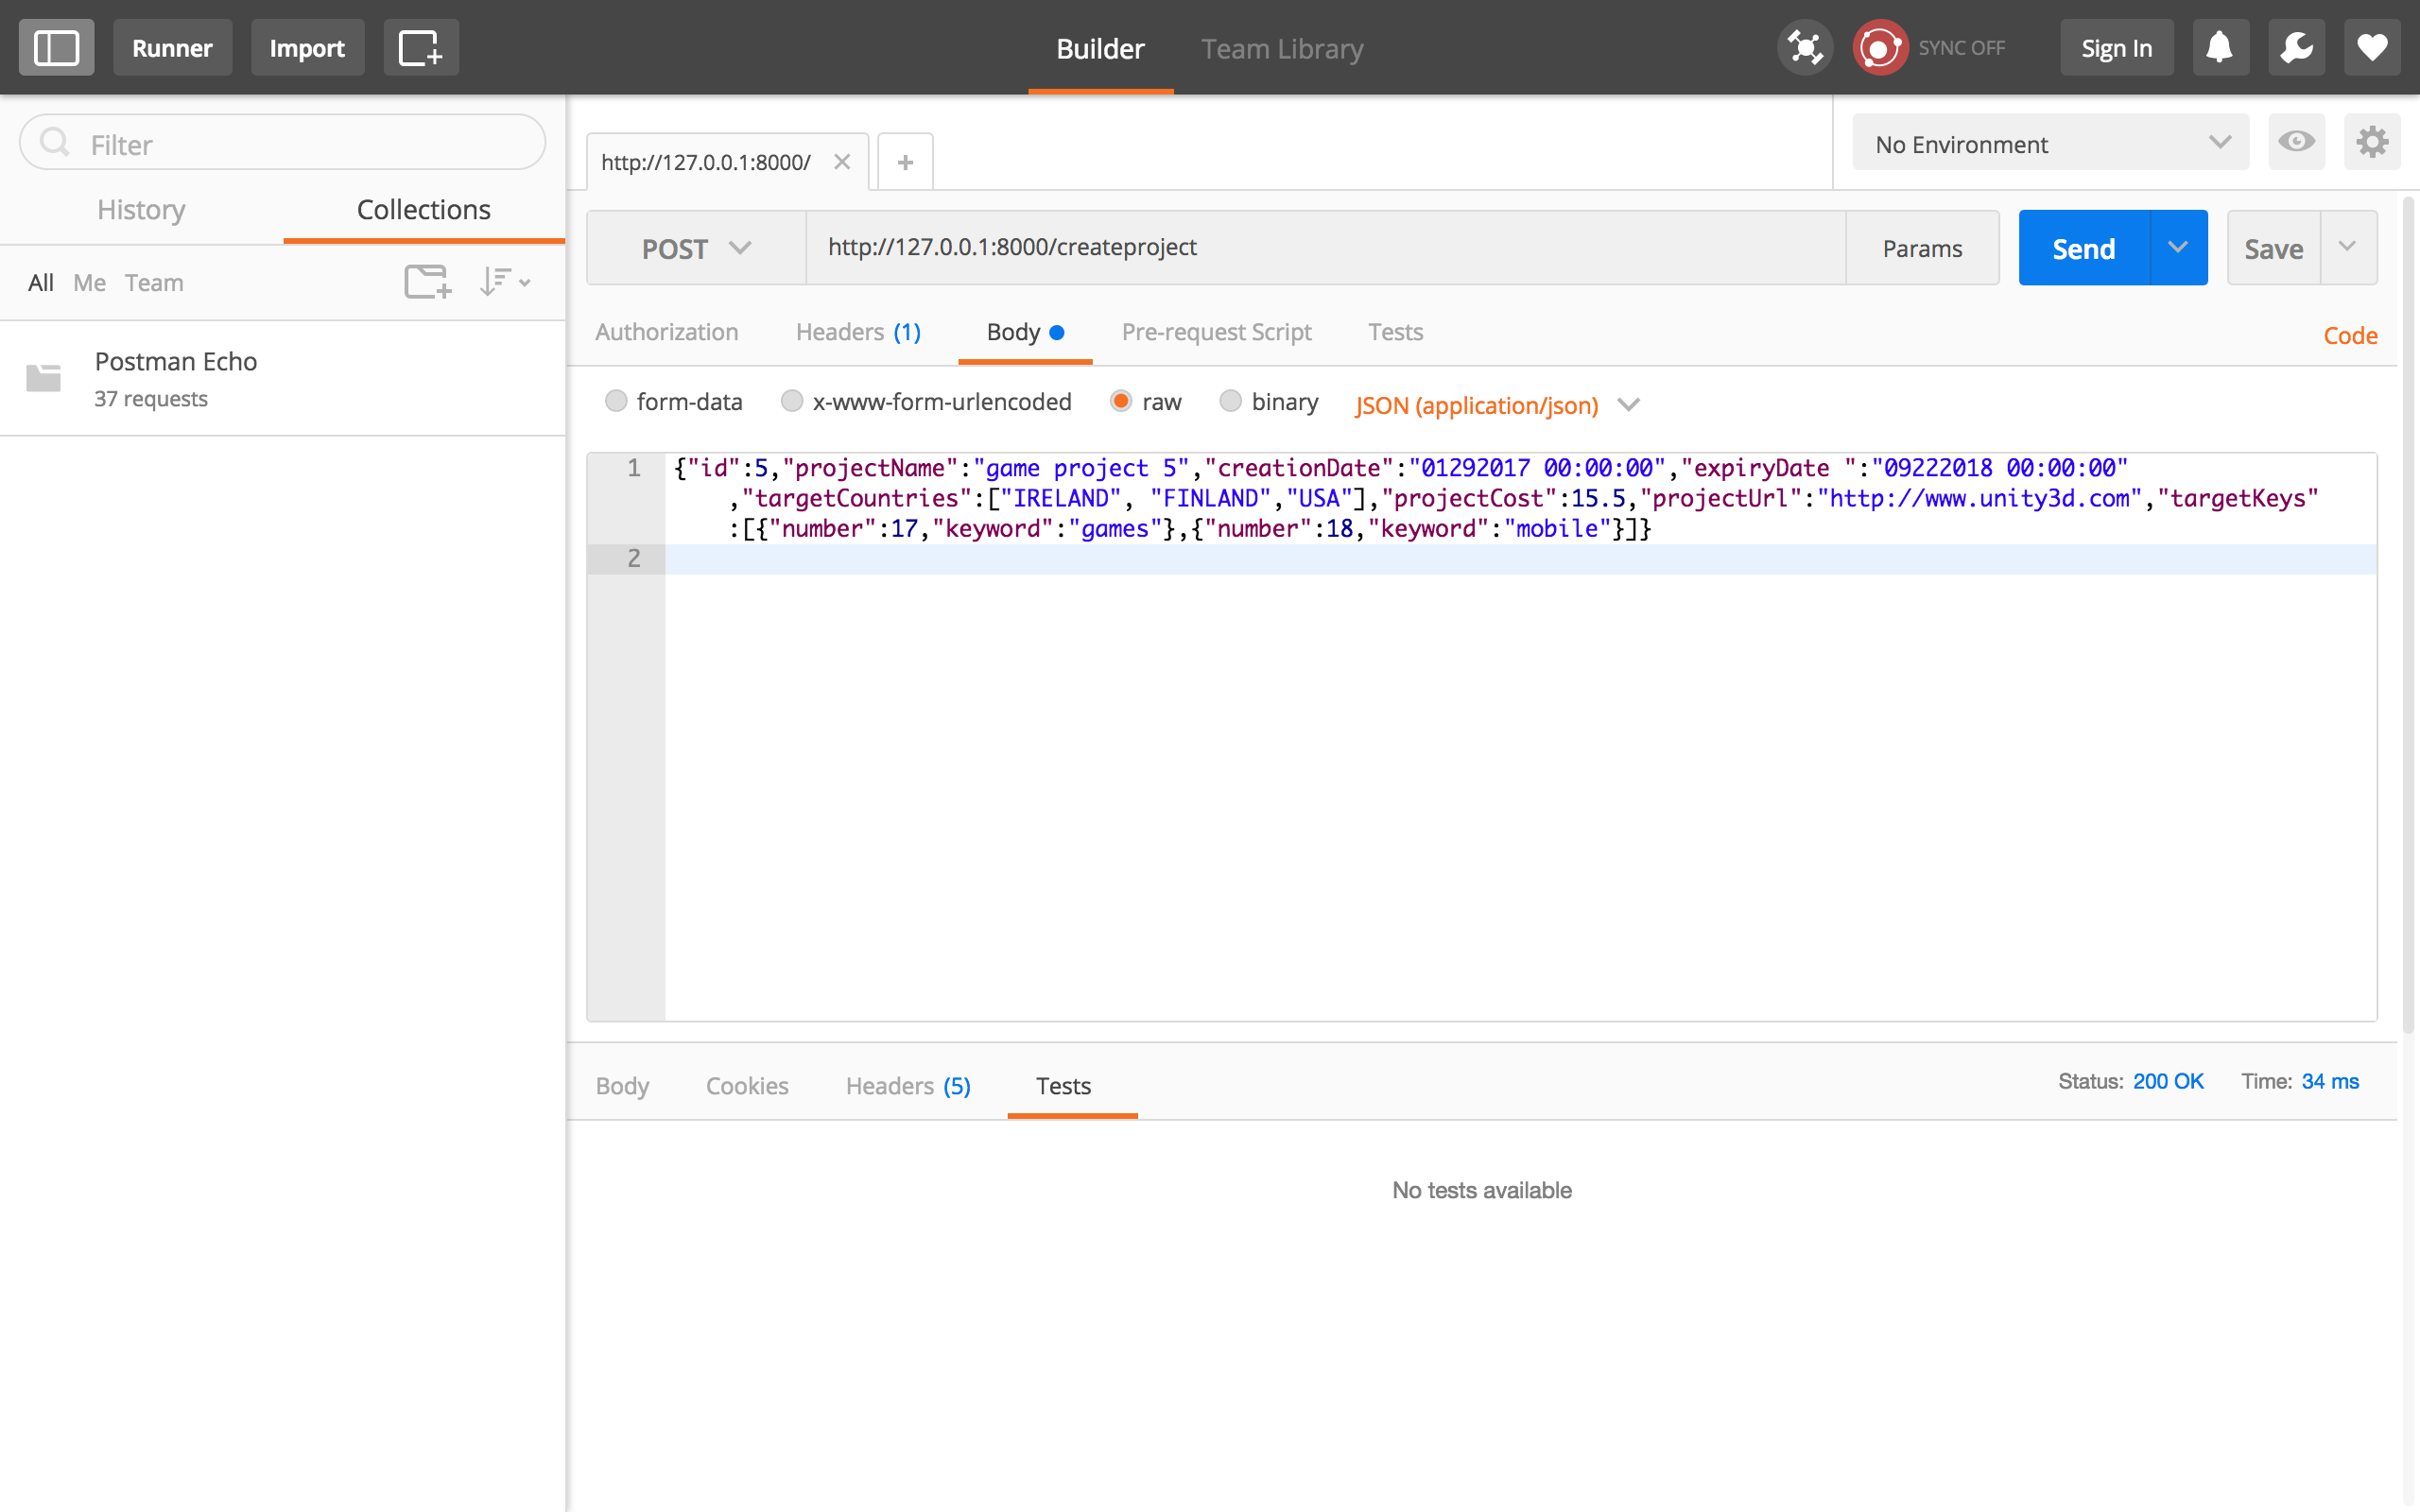 Runner Import Builder Team Library SYNC OFF Sign In
Filter
History Collections
All Me Team
Postman Echo
37 requests
http://127.0.0.1:8000/ No Environment
POST http://127.0.0.1:8000/createproject Params Send Save
Authorization Headers (1) Body Pre-request Script Tests Code
form-data x-www-form-urlencoded raw binary JSON (application/json)
1 {"id":5,"projectName":"game project 5","creationDate":"01292017 00:00:00","expiryDate ":"09222018 00:00:00"
,"targetCountries":["IRELAND", "FINLAND","USA"],"projectCost":15.5,"projectUrl":"http://www.unity3d.com","targetKeys"
:[{"number":17,"keyword":"games"},{"number":18,"keyword":"mobile"}]}
2
Body Cookies Headers (5) Tests Status: 200 OK Time: 34 ms
No tests available